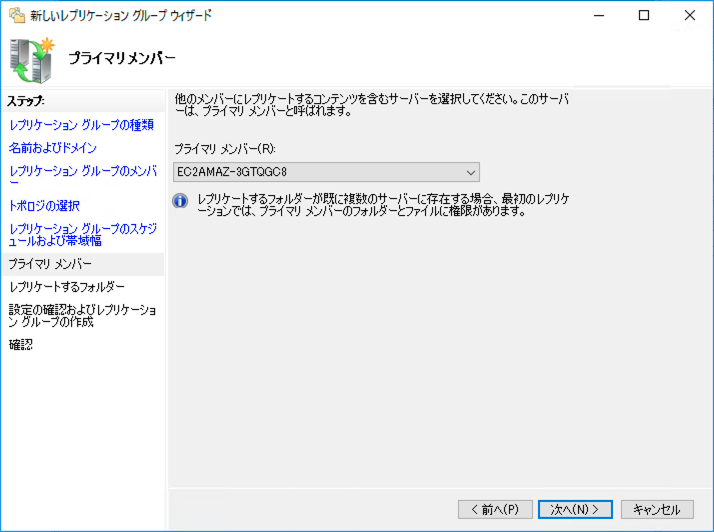 新しいレプリケーション グループ ウィザード
プライマリ メンバー
ステップ:
レプリケーション グループの種類
名前およびドメイン
レプリケーション グループのメンバ
ー
トポロジの選択
レプリケーション グループのスケジ
ュールおよび帯域幅
プライマリ メンバー
レプリケートするフォルダー
設定の確認およびレプリケーショ
ン グループの作成
確認
他のメンバーにレプリケートするコンテンツを含むサーバーを選択してください。このサーバ
ーは、プライマリ メンバーと呼ばれます。
プライマリ メンバー(R):
EC2AMAZ-3GTQGC8
レプリケートするフォルダーが既に複数のサーバーに存在する場合、最初のレプリケ
ーションでは、プライマリ メンバーのフォルダーとファイルに権限があります。
< 前へ(P)
次へ(N) >
キャンセル